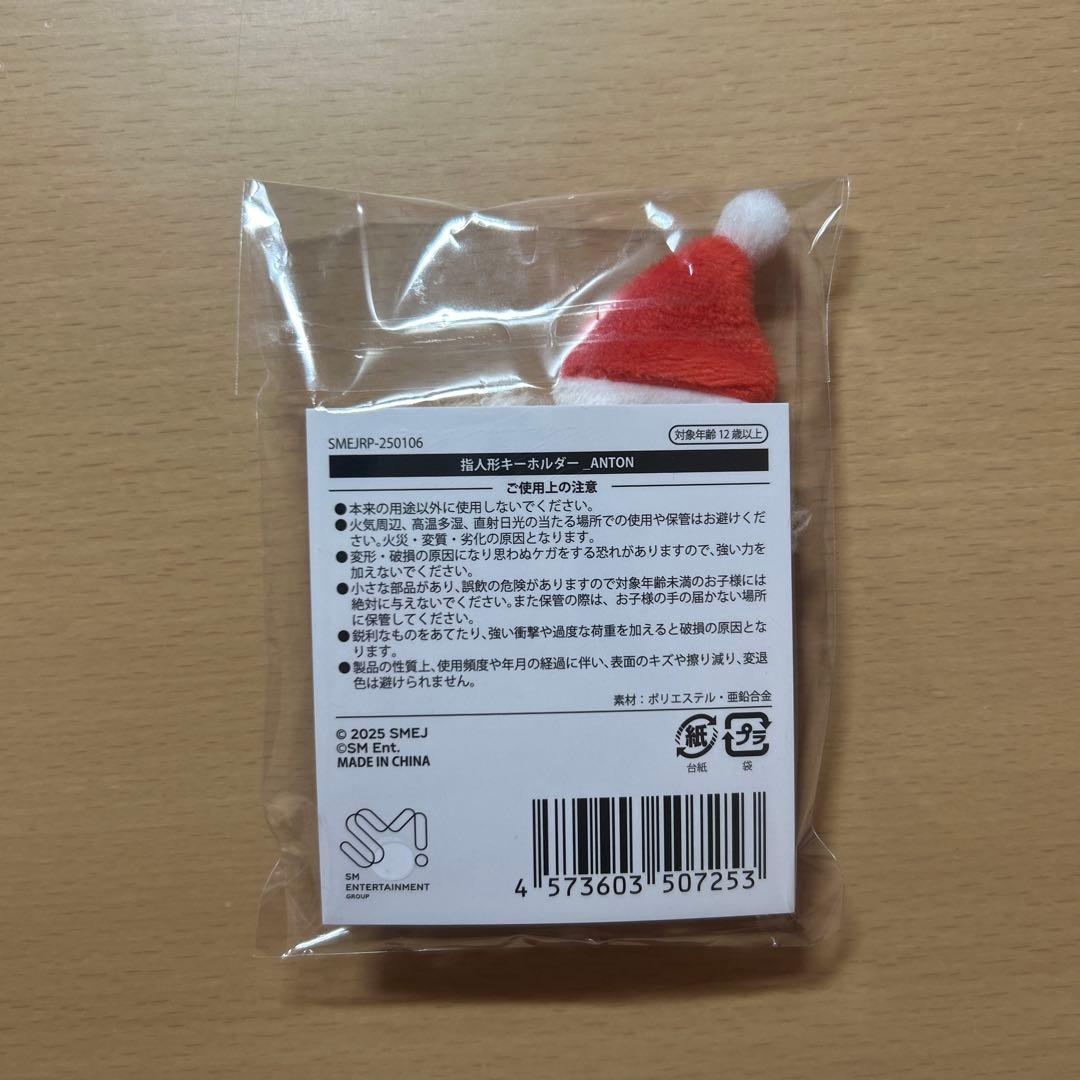 SMEJRP-250106
対象年齢 12 歳以上
指人形キーホルダー _ANTON
ご使用上の注意
●本来の用途以外に使用しないでください。
●火気周辺、高温多湿、直射日光の当たる場所での使用や保管はお避けくだ
さい。火災・変質・劣化の原因となります。
●変形・破損の原因になり思わぬケガをする恐れがありますので、強い力を
加えないでください。
●小さな部品があり、誤飲の危険がありますので対象年齢未満のお子様には
絶対に与えないでください。また保管の際は、お子様の手の届かない場所
に保管してください。
●鋭利なものをあてたり、強い衝撃や過度な荷重を加えると破損の原因とな
ります。
●製品の性質上、使用頻度や年月の経過に伴い、表面のキズや擦り減り、変退
色は避けられません。
素材：ポリエステル・亜鉛合金
© 2025 SMEJ
©SM Ent.
MADE IN CHINA
紙
台紙
プラ
袋
SM
SM
ENTERTAINMENT
GROUP
4 573603 507253